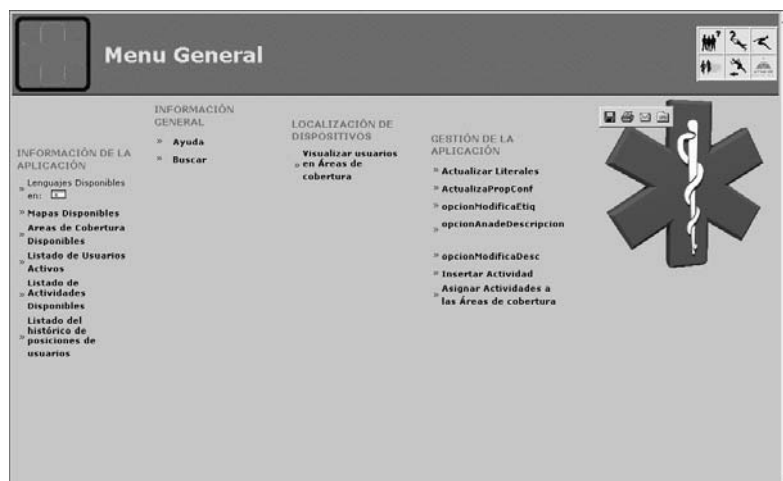 Menu General
INFORMACIÓN DE LA
APLICACIÓN
» Lenguajes Disponibles
en:
» Mapas Disponibles
» Areas de Cobertura
Disponibles
» Listado de Usuarios
Activos
» Listado de
Actividades
Disponibles
» Listado del
histórico de
posiciones de
usuarios
INFORMACIÓN
GENERAL
» Ayuda
» Buscar
LOCALIZACIÓN DE
DISPOSITIVOS
» Visualizar usuarios
en Áreas de
cobertura
GESTIÓN DE LA
APLICACIÓN
» Actualizar Literales
» ActualizaPropConf
» opcionModificaEtiq
» opcionAnadeDescripcion
» opcionModificaDesc
» Insertar Actividad
» Asignar Actividades a
las Áreas de cobertura